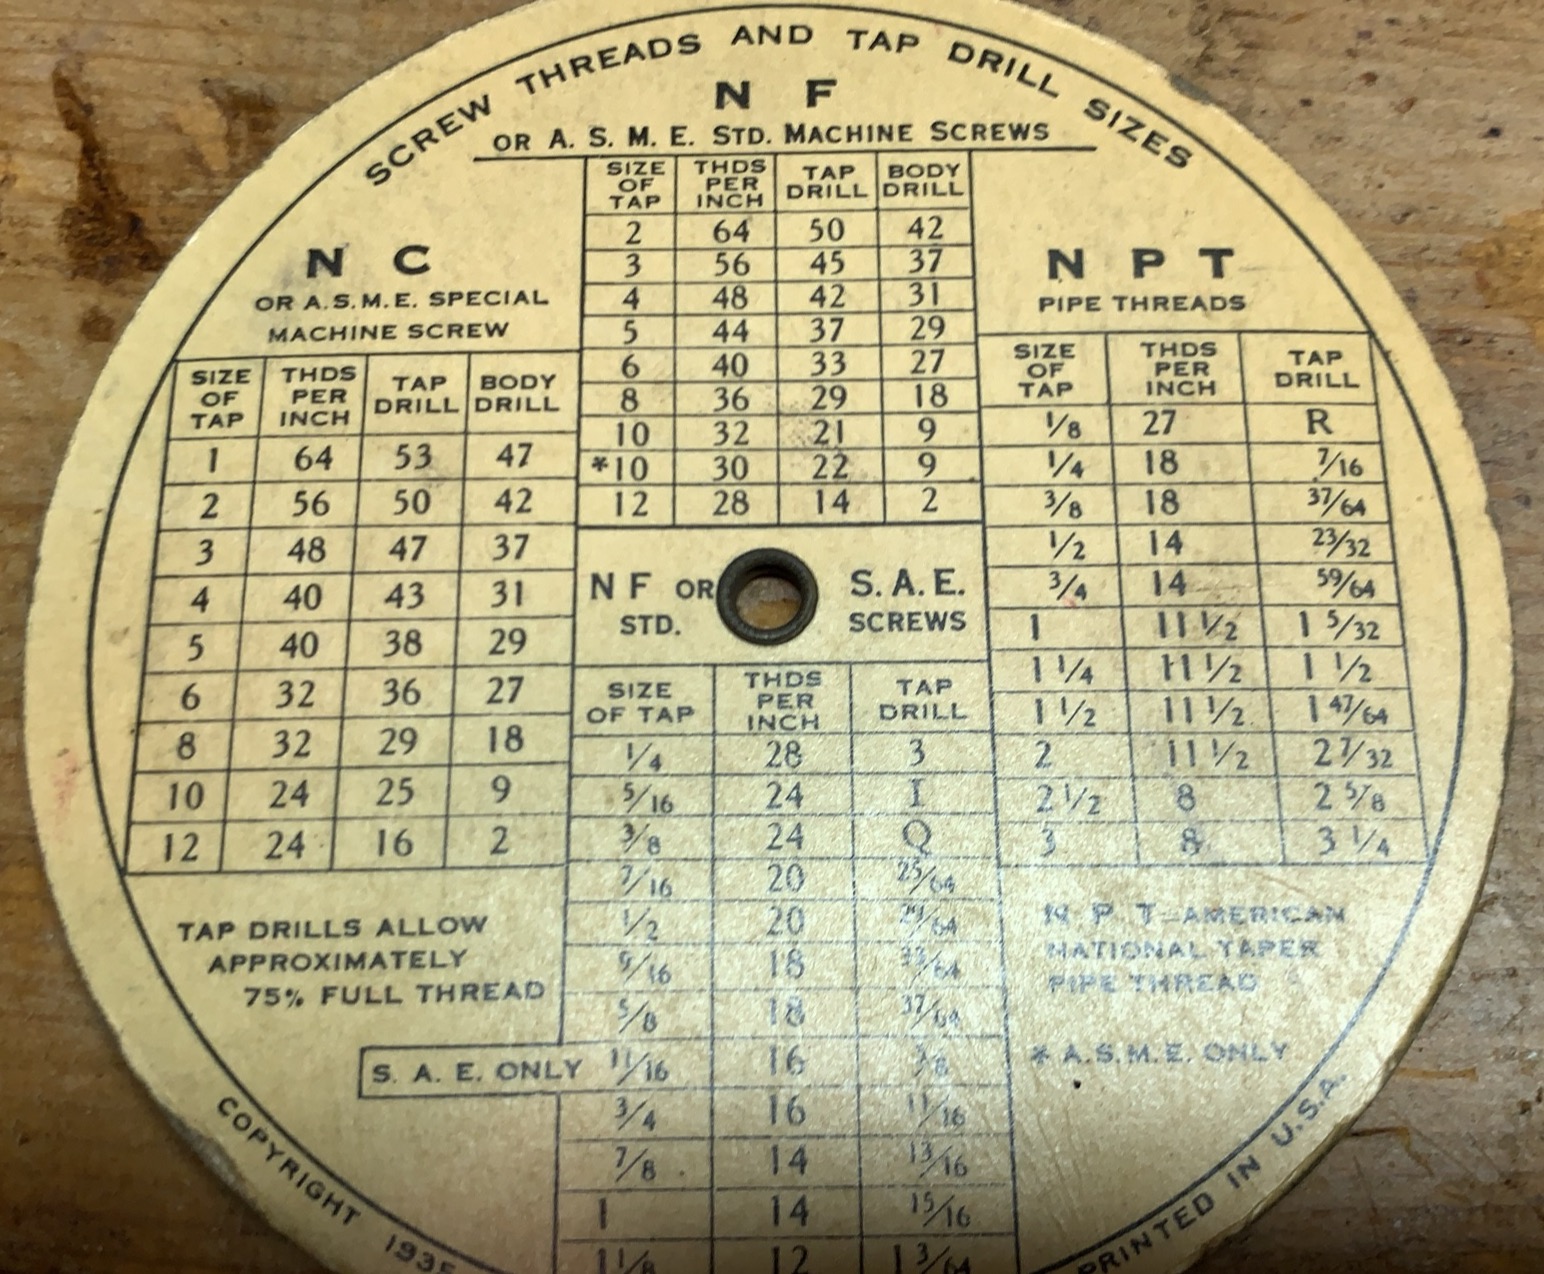 SCREW THREADS AND TAP DRILL SIZES
N F
OR A. S. M. E. STD. MACHINE SCREWS
SIZE OF TAP THDS PER INCH TAP DRILL BODY DRILL
2 64 50 42
3 56 45 37
4 48 42 31
5 44 37 29
6 40 33 27
8 36 29 18
10 32 21 9
*10 30 22 9
12 28 14 2
N C
OR A.S.M.E. SPECIAL
MACHINE SCREW
SIZE OF TAP THDS PER INCH TAP DRILL BODY DRILL
1 64 53 47
2 56 50 42
3 48 47 37
4 40 43 31
5 40 38 29
6 32 36 27
8 32 29 18
10 24 25 9
12 24 16 2
TAP DRILLS ALLOW
APPROXIMATELY
75% FULL THREAD
N P T
PIPE THREADS
SIZE OF TAP THDS PER INCH TAP DRILL
1/8 27 R
1/4 18 7/16
3/8 18 37/64
1/2 14 23/32
3/4 14 59/64
1 11 1/2 1 5/32
1 1/4 11 1/2 1 1/2
1 1/2 11 1/2 1 47/64
2 11 1/2 2 7/32
2 1/2 8 2 5/8
3 8 3 1/4
N P T=AMERICAN
NATIONAL TAPER
PIPE THREAD
* A.S.M.E. ONLY
N F OR S. A. E.
STD. SCREWS
SIZE OF TAP THDS PER INCH TAP DRILL
1/4 28 3
5/16 24 I
3/8 24 Q
7/16 20 25/64
1/2 20 29/64
9/16 18 33/64
5/8 18 37/64
S. A. E. ONLY 11/16 16
3/4 16 11/16
7/8 14 13/16
1 14 15/16
1 1/8 12 1 3/64
COPYRIGHT 1935
PRINTED IN U.S.A.